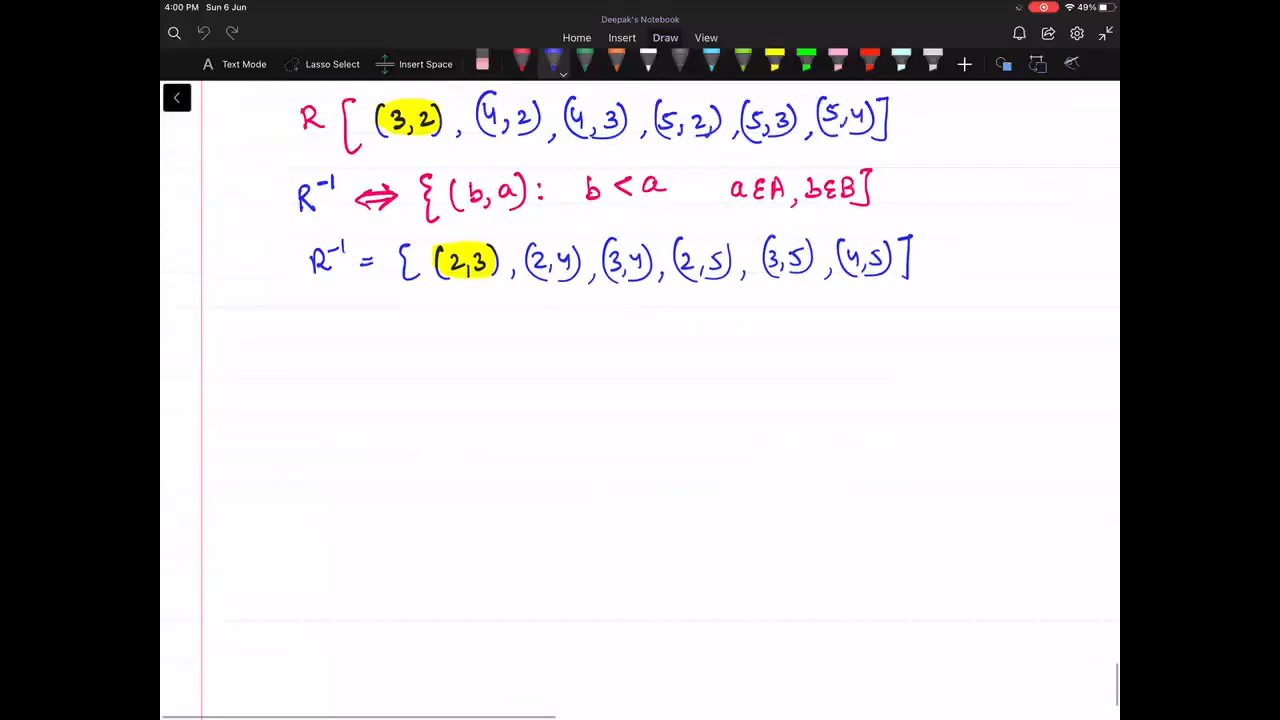 4:00 PM Sun 6 Jun
49%
Deepak's Notebook
Home Insert Draw View
A Text Mode Lasso Select Insert Space
R [ (3,2) , (4,2) , (4,3) , (5,2,) , (5,3) , (5,4)]
R⁻¹ ⇔ { (b,a) : b < a a ε A , b ε B ]
R⁻¹ = { (2,3) , (2,4) , (3,4) , (2,5) , (3,5) , (4,5) ]